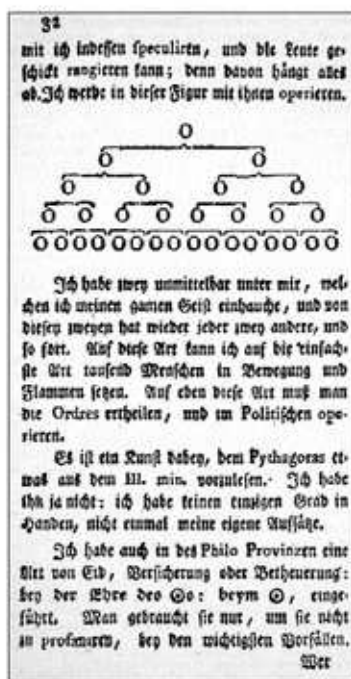 32
mit ich indessen speculiren, und die Leute ge-
schickt rangieren kann; denn davon hängt alles
ab. Ich werde in dieser Figur mit ihnen operieren.
O
O O
O O O O
O O O O O O O O
O O O O O O O O O O O O O O O O
Ich habe zwey unmittelbar unter mir, wel-
chen ich meinen ganzen Geist einhauche, und von
diesen zweyen hat wieder jeder zwey andere, und
so fort. Auf diese Art kann ich auf die einfach-
ste Art tausend Menschen in Bewegung und
Flammen setzen. Auf eben diese Art muß man
die Ordres ertheilen, und im Politischen ope-
rieren.
Es ist ein Kunst dabey, dem Pythagoras et-
was aus dem III. min. vorzulesen. Ich habe
ihn ja nicht: ich habe keinen einzigen Grad in
Handen, nicht einmal meine eigene Aufsätze.
Ich habe auch in des Philo Provinzen eine
Art von Eid, Versicherung oder Betheuerung:
bey der Ehre des ⊙s: beym ⊙, einge-
führt. Man gebraucht sie nur, um sie nicht
zu profaniren, bey den wichtigsten Vorfällen.
Wer